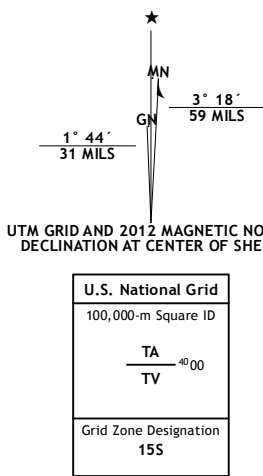 ★
MN
3° 18´
59 MILS
GN
1° 44´
31 MILS
UTM GRID AND 2012 MAGNETIC NO
DECLINATION AT CENTER OF SHE
U.S. National Grid
100,000-m Square ID
TA
4000
TV
Grid Zone Designation
15S